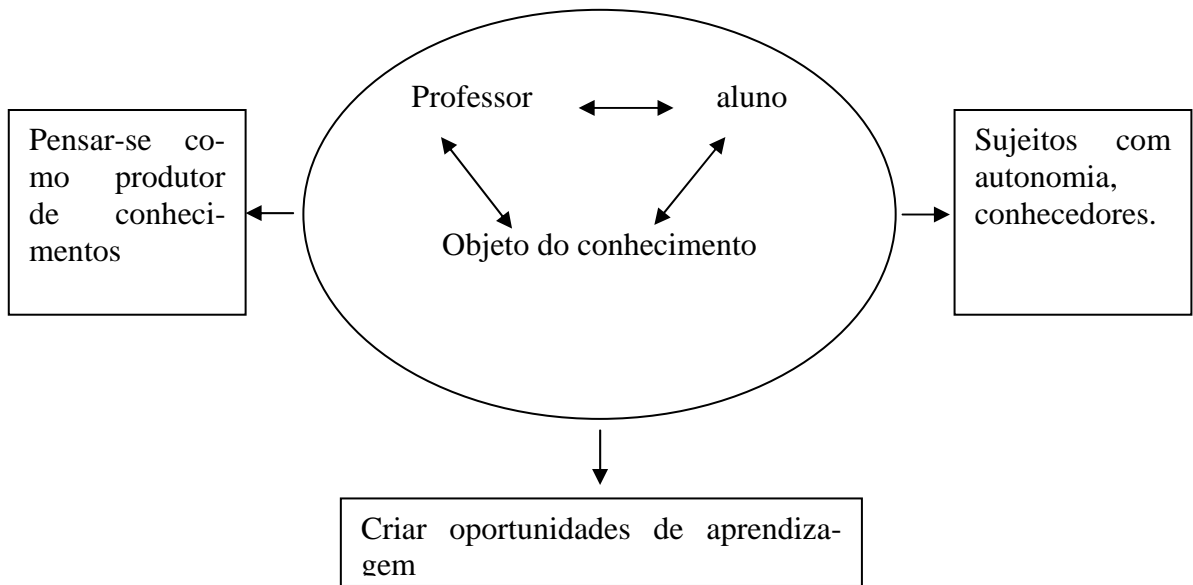 Professor aluno
Pensar-se co-
mo produtor
de conheci-
mentos
Objeto do conhecimento
Sujeitos com
autonomia,
conhecedores.
Criar oportunidades de aprendiza-
gem